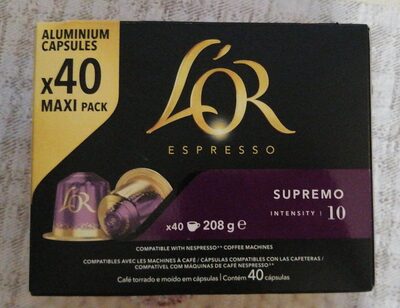 ALUMINIUM
CAPSULES
x40
MAXI PACK
L'OR
ESPRESSO
L'OR
SUPREMO
INTENSITY | 10
x40 208 g e
COMPATIBLE WITH NESPRESSO** COFFEE MACHINES
COMPATIBLES AVEC LES MACHINES À CAFÉ / CÁPSULAS COMPATIBLES CON LAS CAFETERAS /
COMPATÍVEL COM MÁQUINAS DE CAFÉ NESPRESSO**
Café torrado e moído em cápsulas | Contém 40 cápsulas